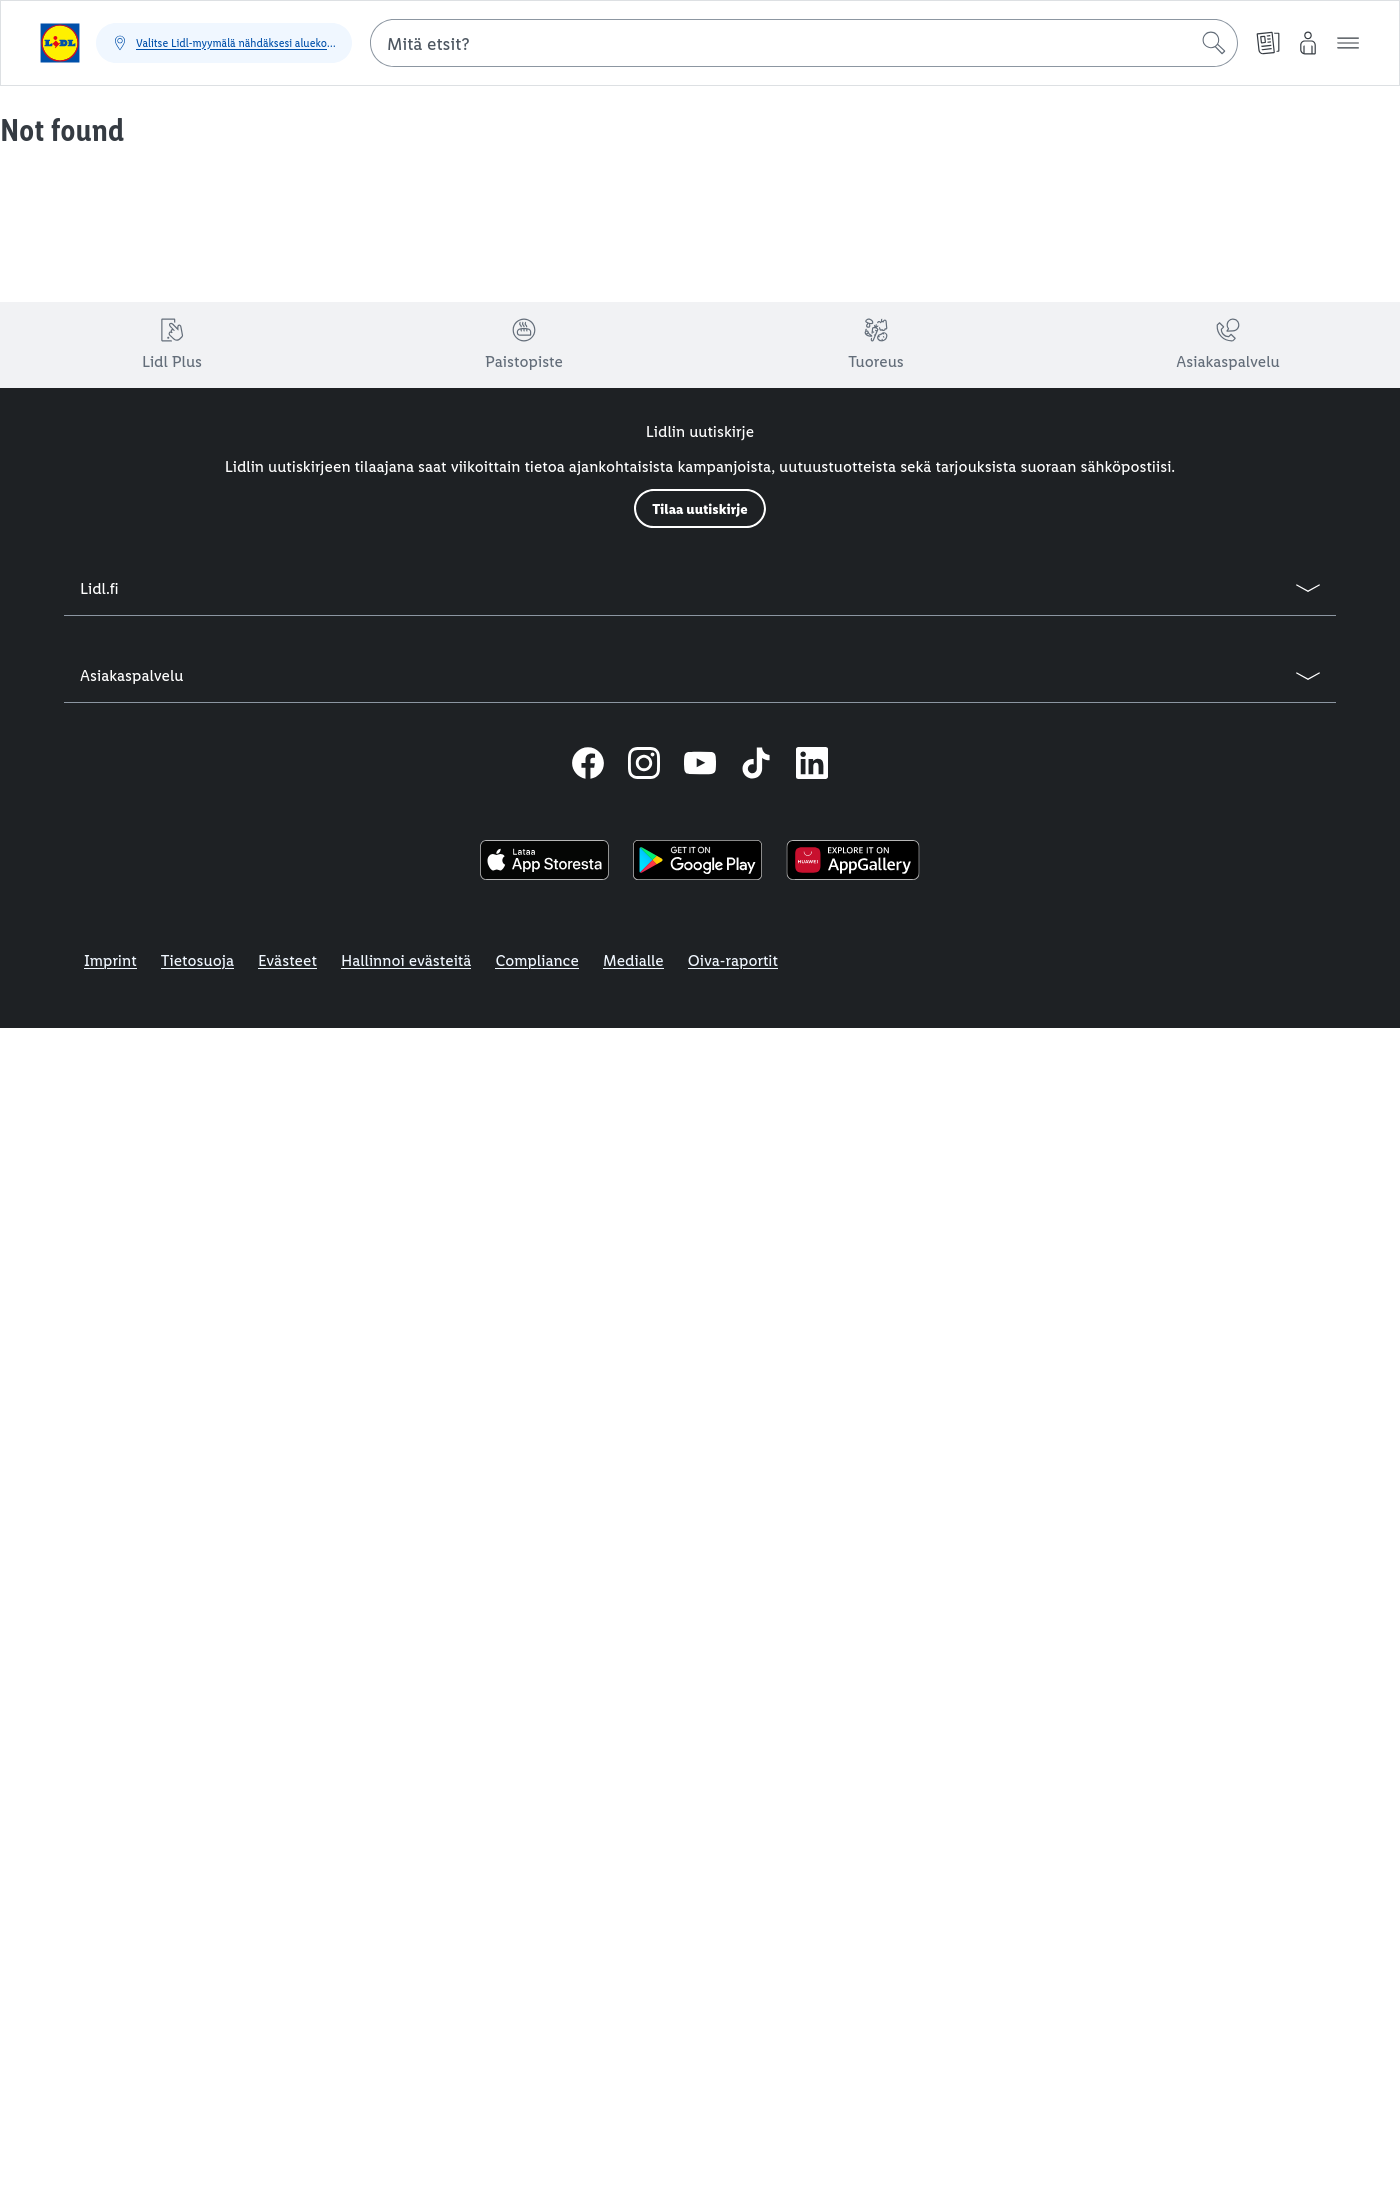 LIDL
Valitse Lidl-myymälä nähdäksesi alueko...
Mitä etsit?
Not found
Lidl Plus
Paistopiste
Tuoreus
Asiakaspalvelu
Lidlin uutiskirje
Lidlin uutiskirjeen tilaajana saat viikoittain tietoa ajankohtaisista kampanjoista, uutuustuotteista sekä tarjouksista suoraan sähköpostiisi.
Tilaa uutiskirje
Lidl.fi
Asiakaspalvelu
Lataa
App Storesta
GET IT ON
Google Play
HUAWEI
EXPLORE IT ON
AppGallery
Imprint Tietosuoja Evästeet Hallinnoi evästeitä Compliance Medialle Oiva-raportit